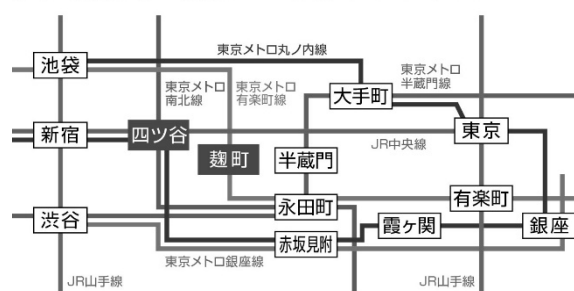 東京メトロ丸ノ内線
池袋
東京メトロ
南北線
東京メトロ
有楽町線
大手町
東京メトロ
半蔵門線
新宿
四ツ谷
麹町
半蔵門
JR中央線
東京
永田町
有楽町
渋谷
赤坂見附
霞ヶ関
銀座
東京メトロ銀座線
JR山手線
JR山手線